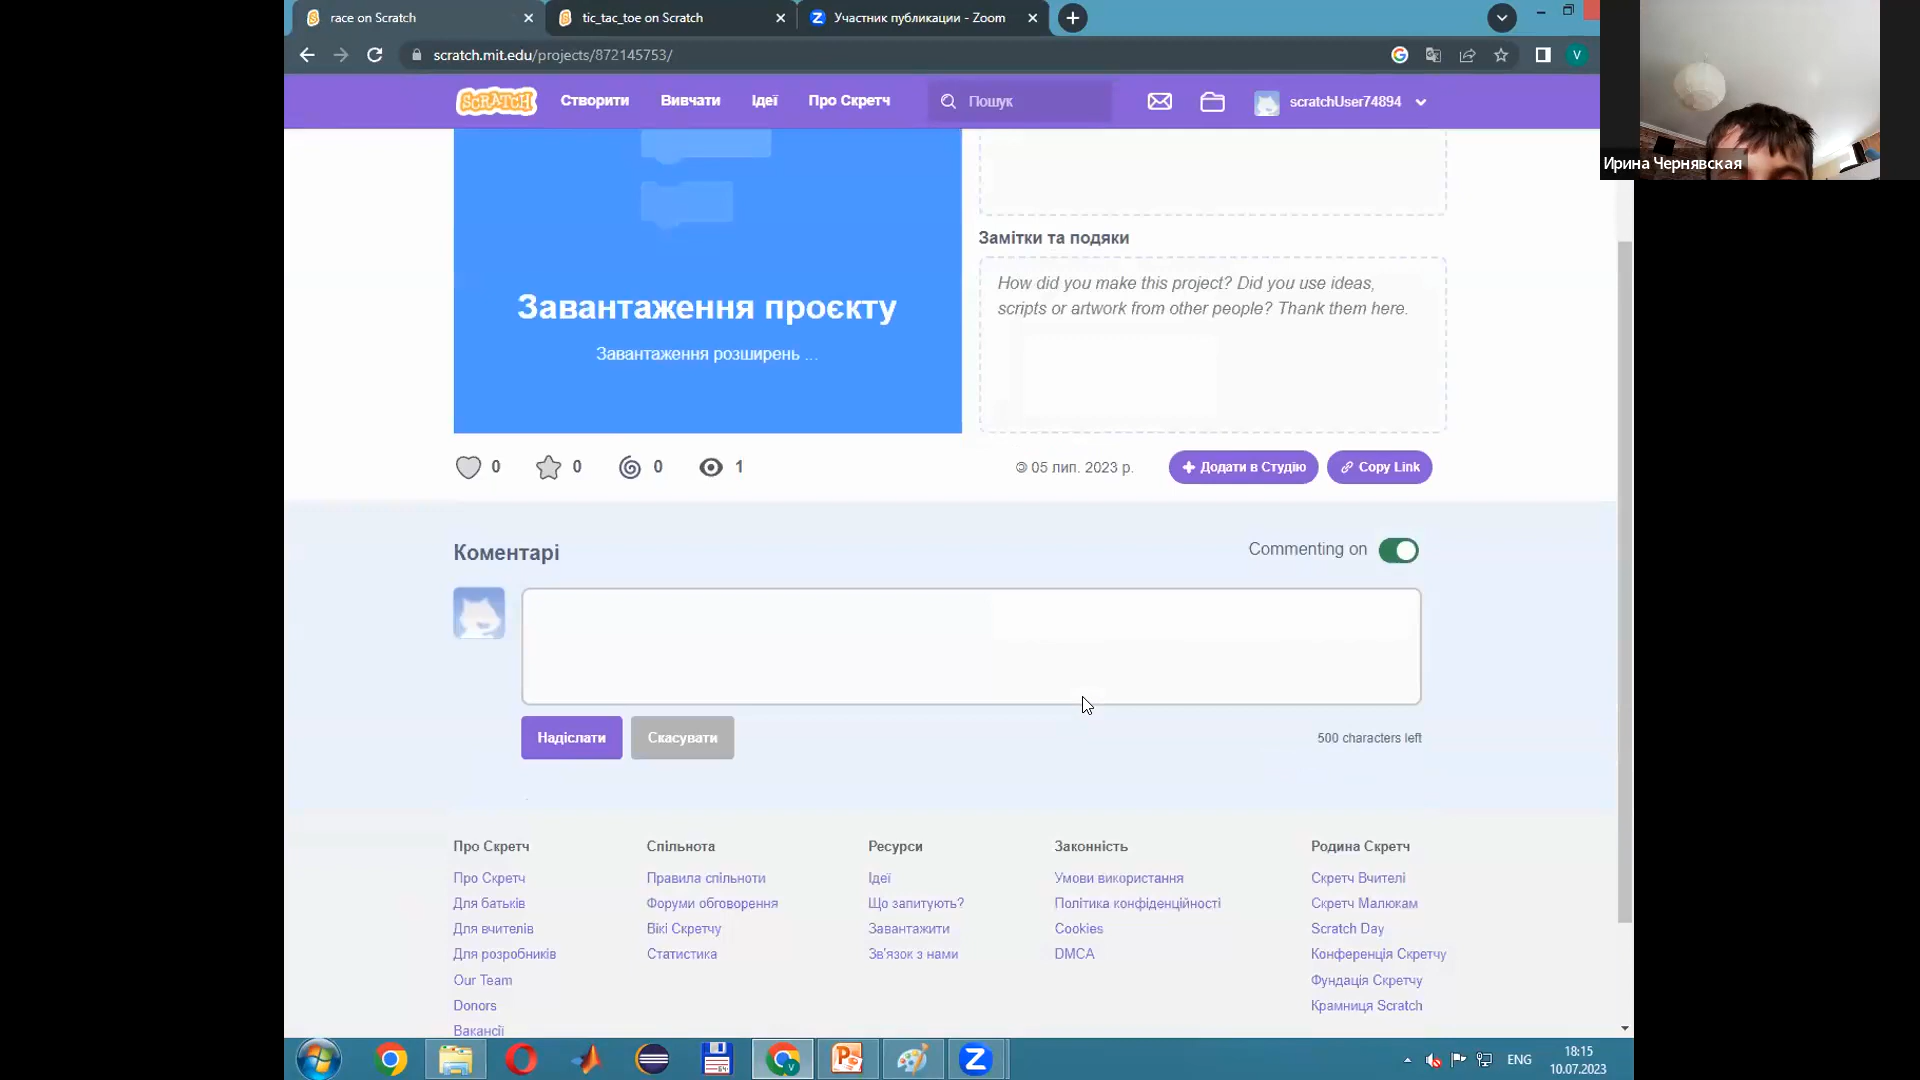 race on Scratch
tic_tac_toe on Scratch
Участник публикации - Zoom
scratch.mit.edu/projects/872145753/
V
SCRATCH
Створити
Вивчати
Ідеї
Про Скретч
Пошук
scratchUser74894
Ирина Чернявская
Завантаження проєкту
Завантаження розширень ...
Замітки та подяки
How did you make this project? Did you use ideas,
scripts or artwork from other people? Thank them here.
0
0
0
1
© 05 лип. 2023 р.
Додати в Студію
Copy Link
Коментарі
Commenting on
Надіслати
Скасувати
500 characters left
Про Скретч
Про Скретч
Для батьків
Для вчителів
Для розробників
Our Team
Donors
Вакансії
Спільнота
Правила спільноти
Форуми обговорення
Вікі Скретчу
Статистика
Ресурси
Ідеї
Що запитують?
Завантажити
Зв'язок з нами
Законність
Умови використання
Політика конфіденційності
Cookies
DMCA
Родина Скретч
Скретч Вчителі
Скретч Малюкам
Scratch Day
Конференція Скретчу
Фундація Скретчу
Крамниця Scratch
ENG
18:15
10.07.2023